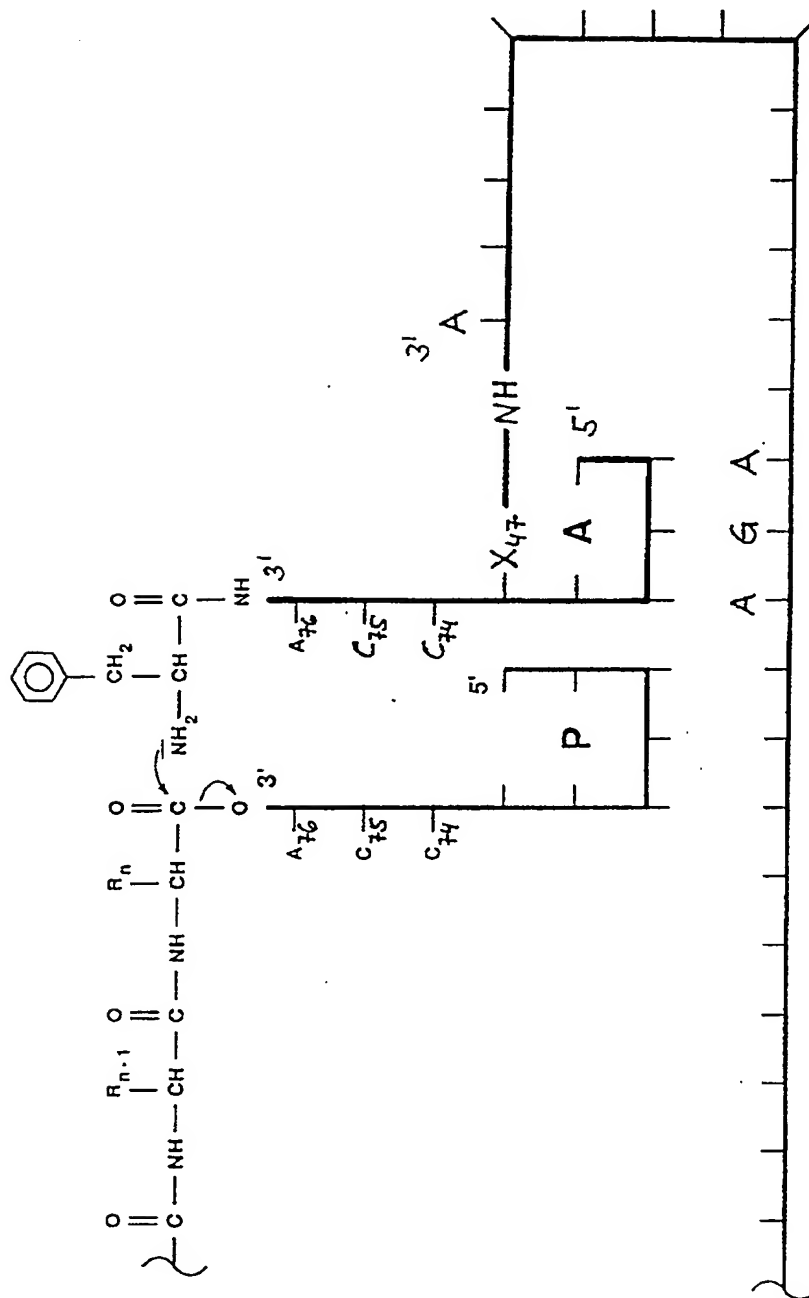 O R n-1 O R n O CH2 O
C — NH — CH — C — NH — CH — C NH2 — CH — C
O NH
3' 3'
A76 A76
C75 C75
C74 C74
3'
A
5' X47 — NH
P A 5'
A G A